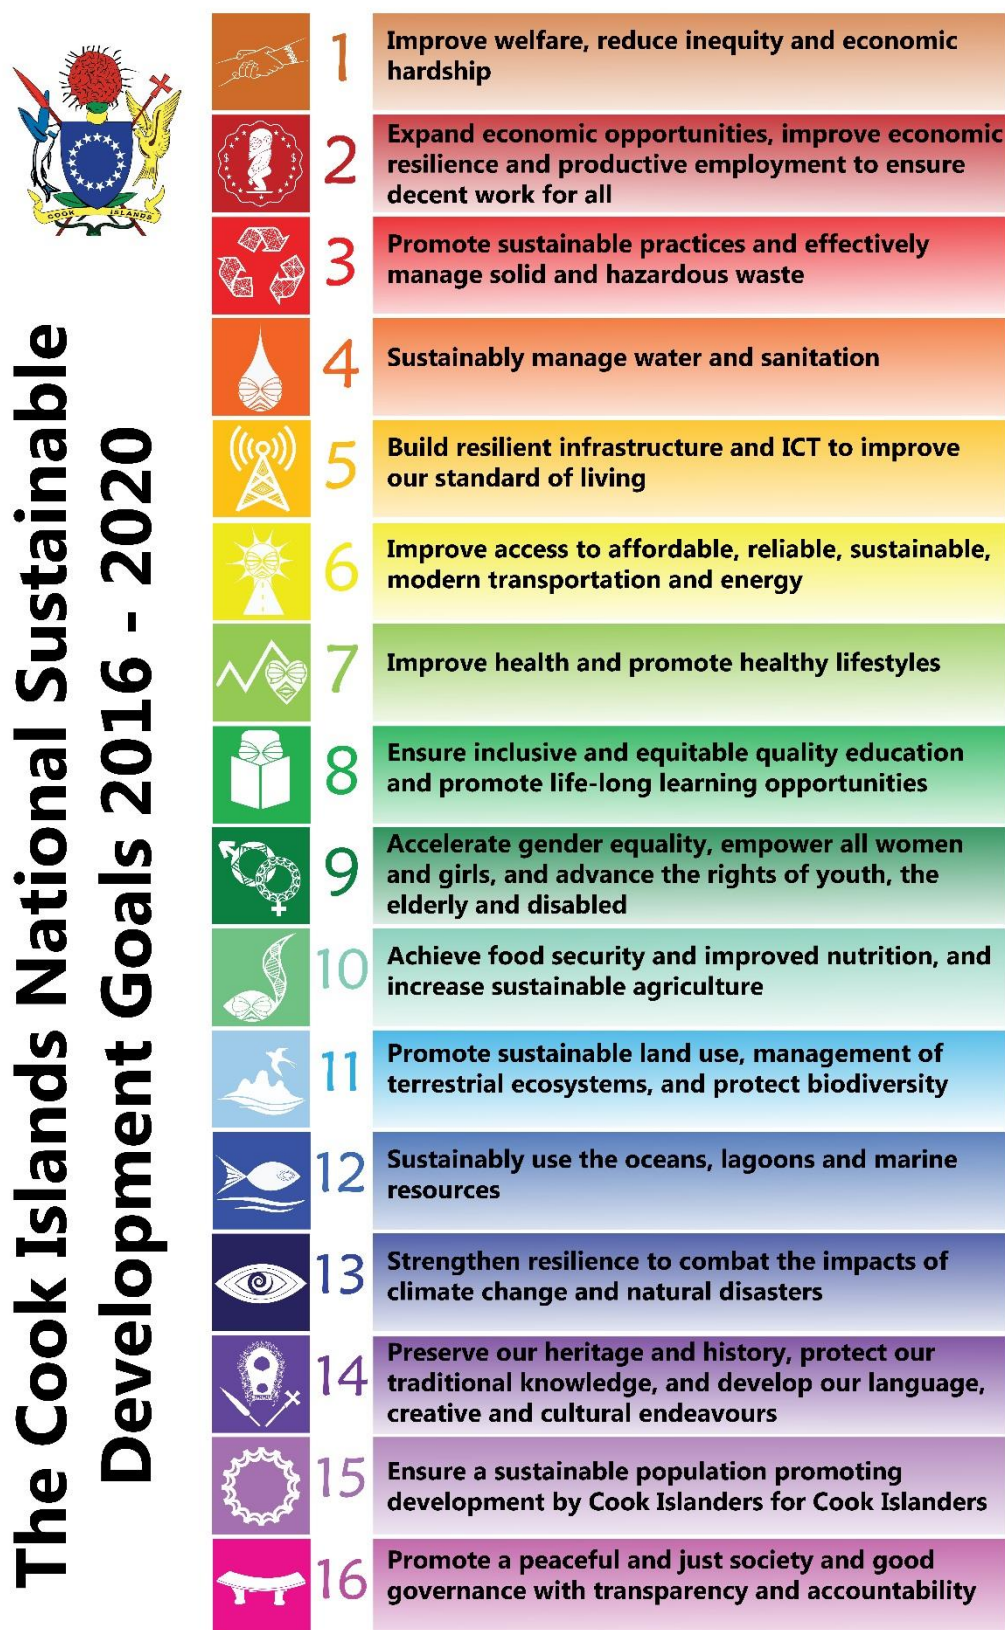 The Cook Islands National Sustainable
Development Goals 2016 - 2020
COOK ISLANDS
1
Improve welfare, reduce inequity and economic
hardship
2
Expand economic opportunities, improve economic
resilience and productive employment to ensure
decent work for all
3
Promote sustainable practices and effectively
manage solid and hazardous waste
4
Sustainably manage water and sanitation
5
Build resilient infrastructure and ICT to improve
our standard of living
6
Improve access to affordable, reliable, sustainable,
modern transportation and energy
7
Improve health and promote healthy lifestyles
8
Ensure inclusive and equitable quality education
and promote life-long learning opportunities
9
Accelerate gender equality, empower all women
and girls, and advance the rights of youth, the
elderly and disabled
10
Achieve food security and improved nutrition, and
increase sustainable agriculture
11
Promote sustainable land use, management of
terrestrial ecosystems, and protect biodiversity
12
Sustainably use the oceans, lagoons and marine
resources
13
Strengthen resilience to combat the impacts of
climate change and natural disasters
14
Preserve our heritage and history, protect our
traditional knowledge, and develop our language,
creative and cultural endeavours
15
Ensure a sustainable population promoting
development by Cook Islanders for Cook Islanders
16
Promote a peaceful and just society and good
governance with transparency and accountability